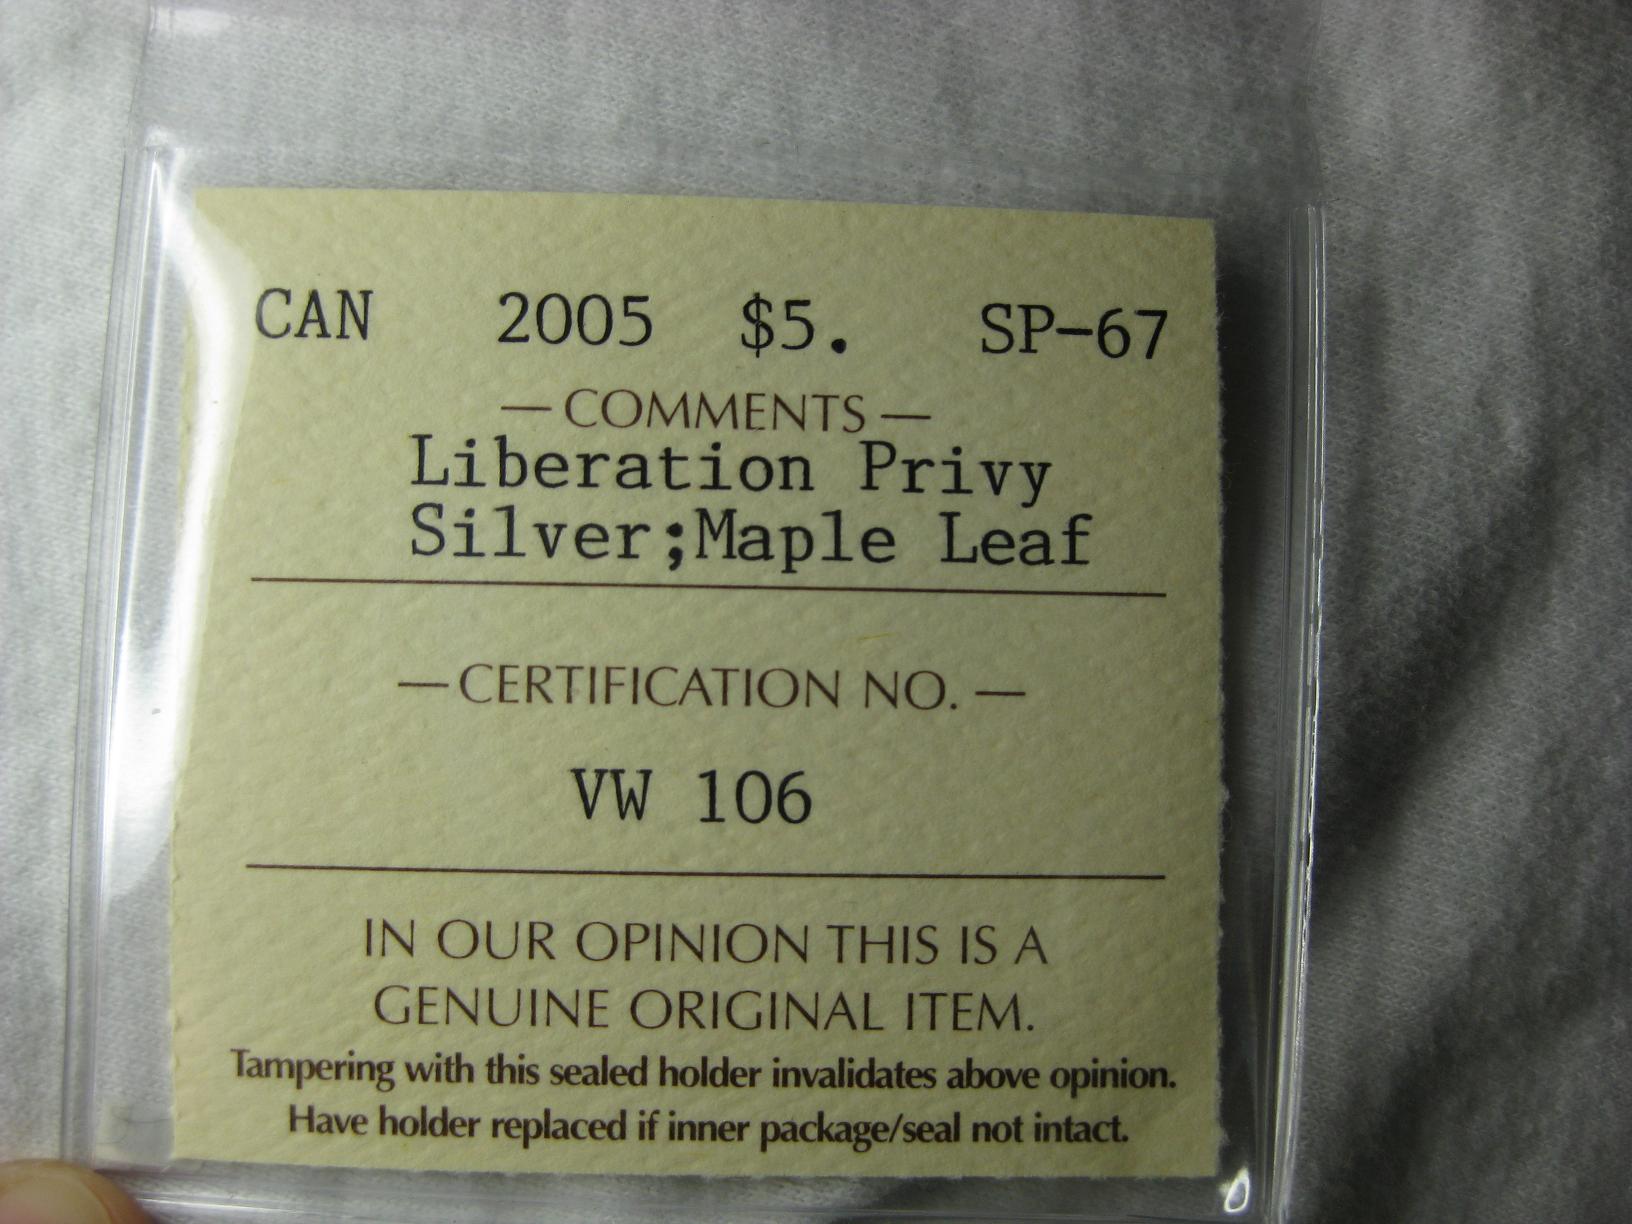 CAN 2005 $5. SP-67
— COMMENTS —
Liberation Privy
Silver;Maple Leaf
— CERTIFICATION NO. —
VW 106
IN OUR OPINION THIS IS A
GENUINE ORIGINAL ITEM.
Tampering with this sealed holder invalidates above opinion.
Have holder replaced if inner package/seal not intact.